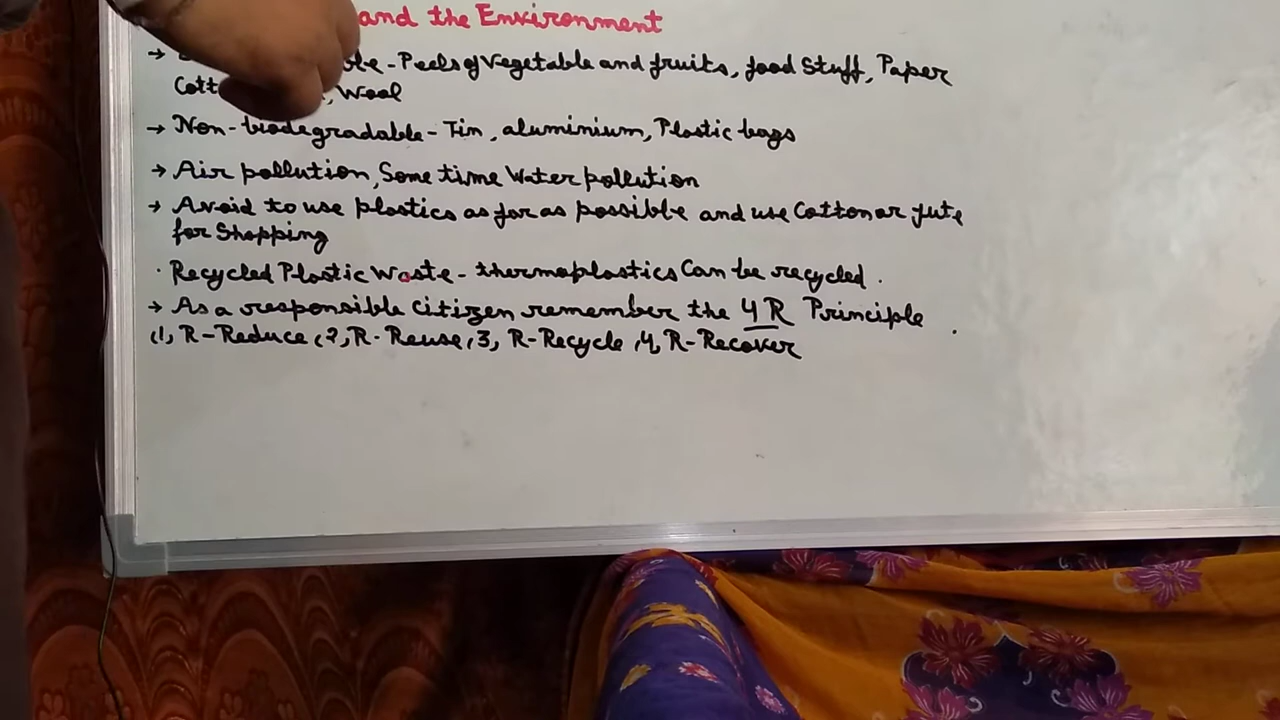 and the Environment
→ - Peels of Vegetable and fruits, food Stuff, Paper
, Wool
→ Non-biodegradable - Tin, aluminium, Plastic bags
→ Air pollution, Some time Water pollution
→ Avoid to use plastics as far as possible and use Cotton or jute
for Shopping
· Recycled Plastic Waste - thermoplastics Can be recycled.
→ As a responsible citizen remember the 4R Principle.
(1, R-Reduce (2, R-Reuse (3, R-Recycle (4, R-Recover